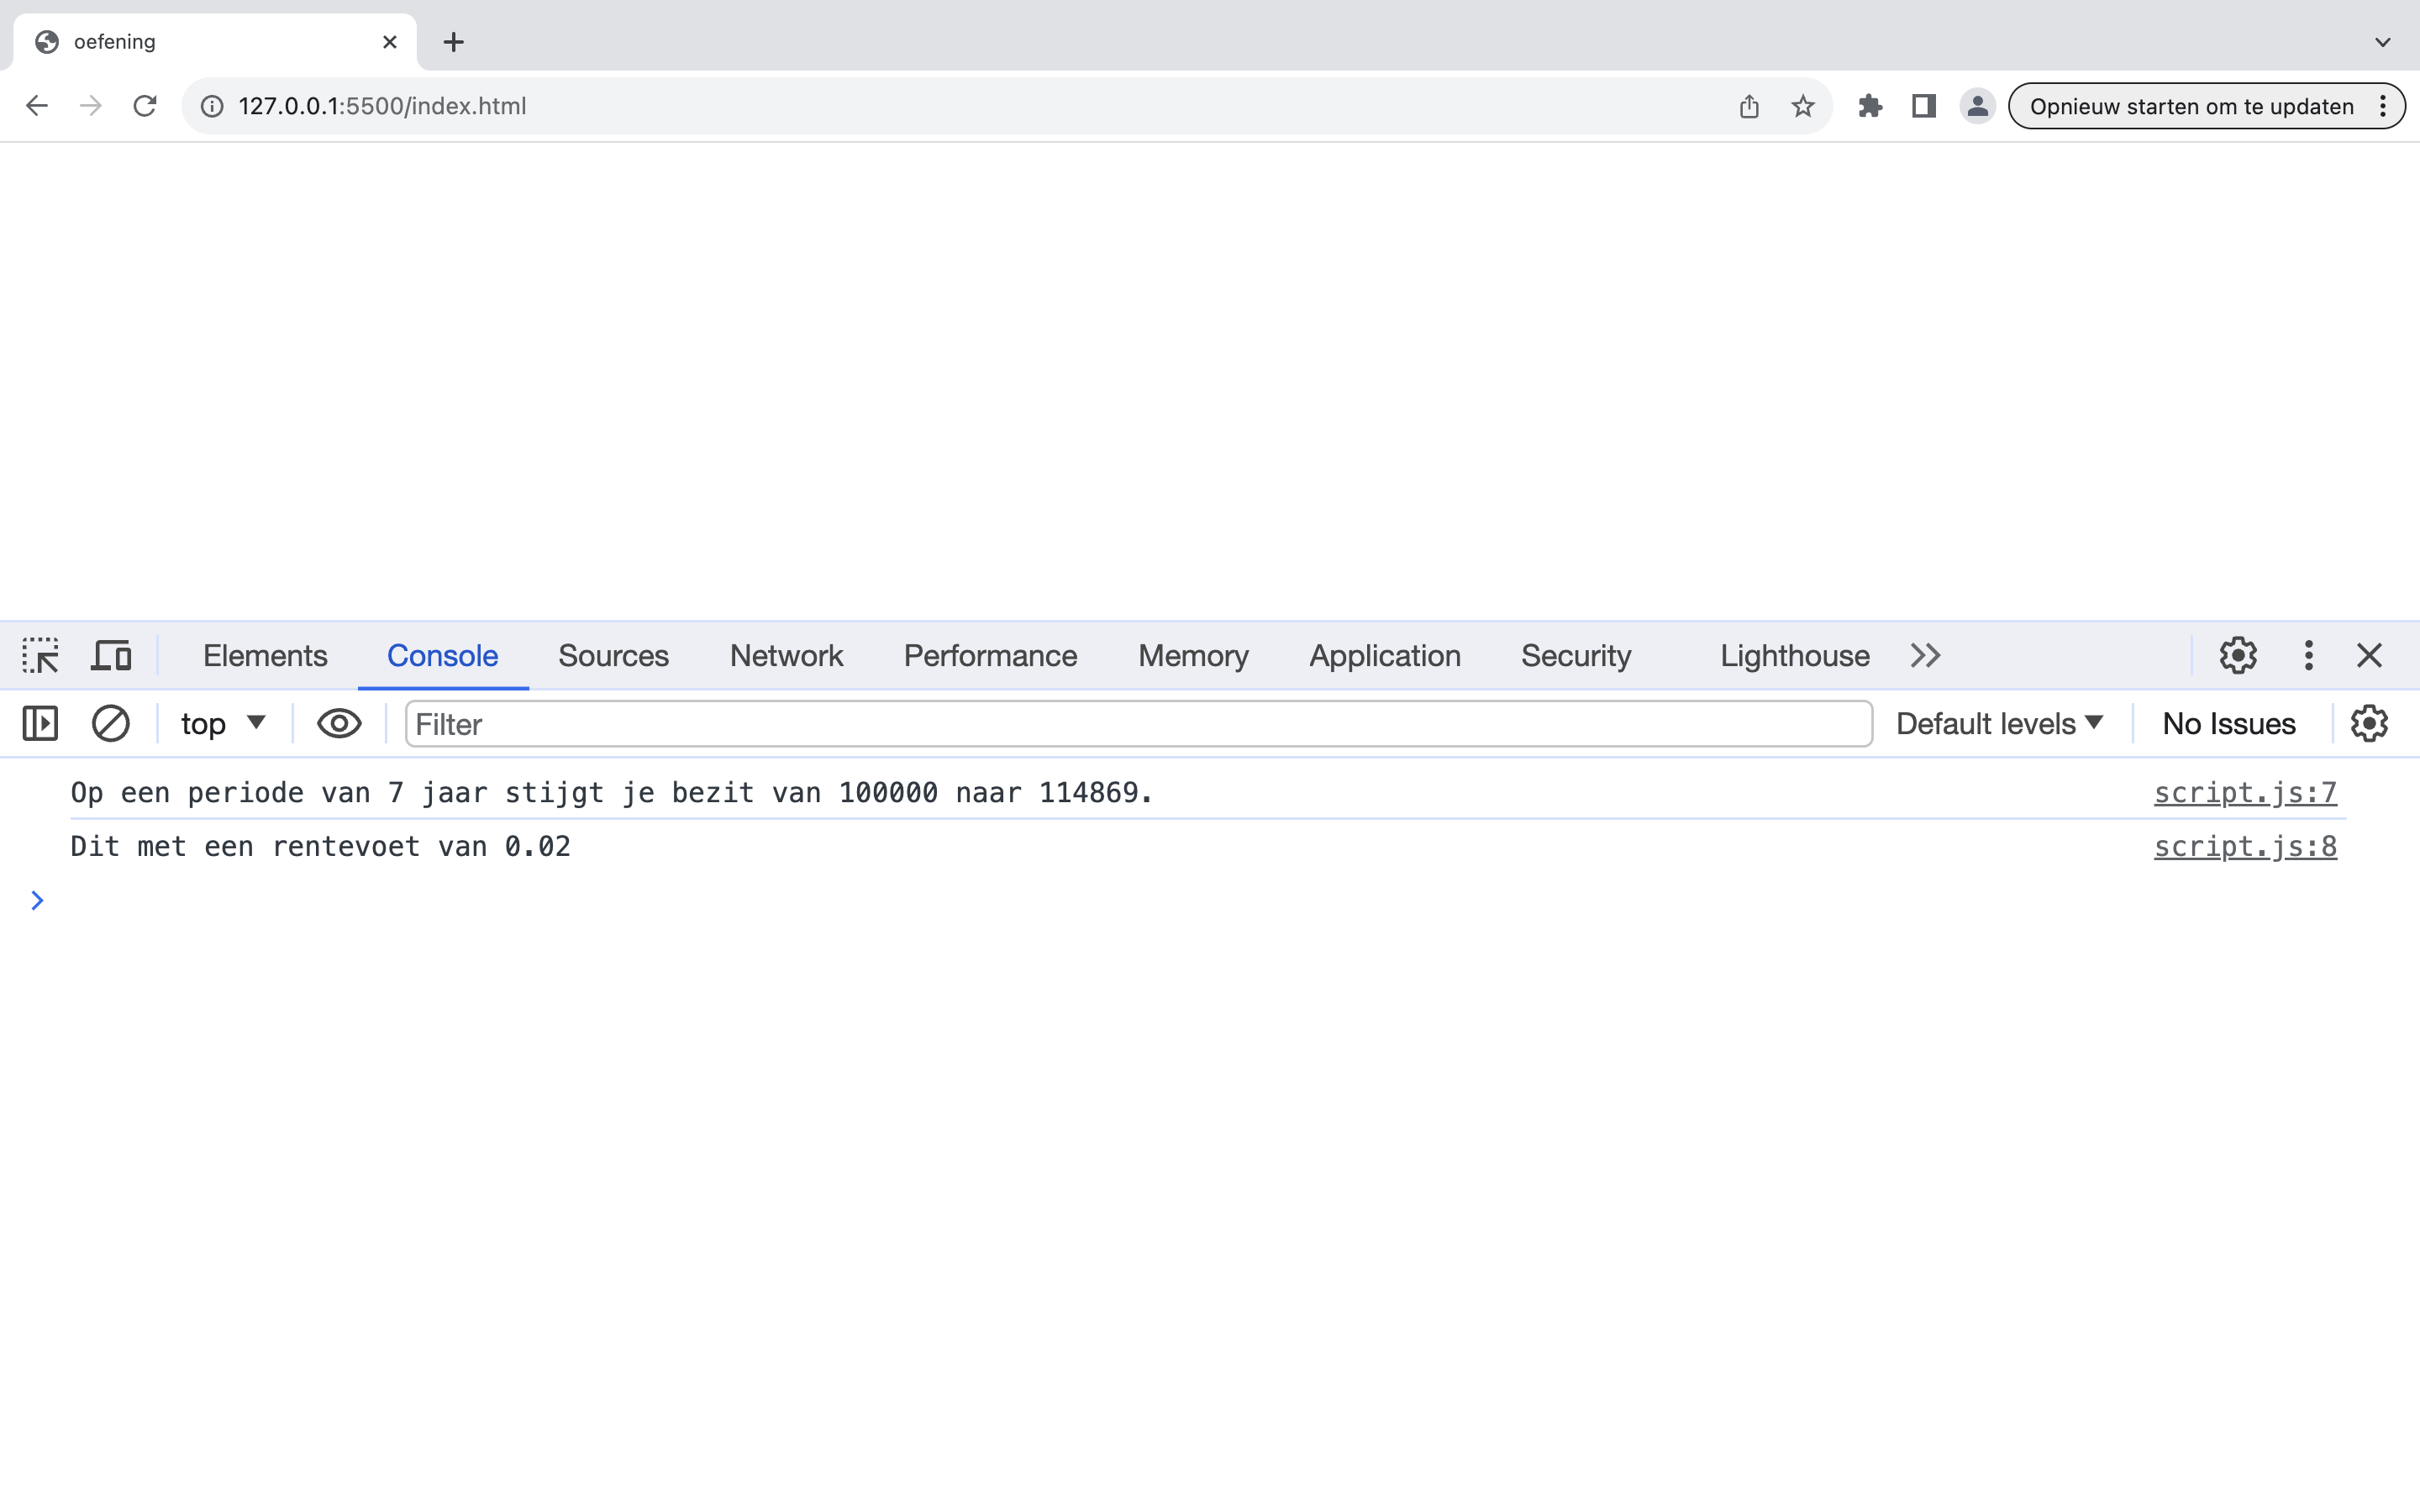 oefening
127.0.0.1:5500/index.html
Opnieuw starten om te updaten
Elements Console Sources Network Performance Memory Application Security Lighthouse
top Filter Default levels No Issues
Op een periode van 7 jaar stijgt je bezit van 100000 naar 114869. script.js:7
Dit met een rentevoet van 0.02 script.js:8